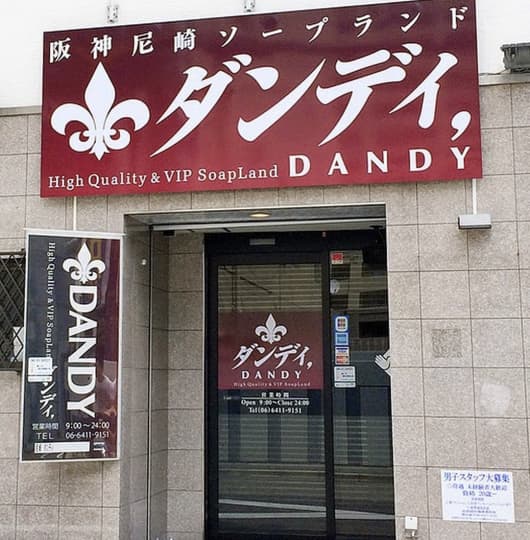 阪神尼崎ソープランド
ダンディ,
High Quality & VIP SoapLand DANDY
DANDY
High Quality & VIP SoapLand
ダンディ,
営業時間 9:00～24:00
TEL 06-6411-9151
ダンディ,
DANDY
High Quality & VIP SoapLand
営業時間
Open 9:00～Close 24:00
Tel (06) 6411-9151
男子スタッフ大募集